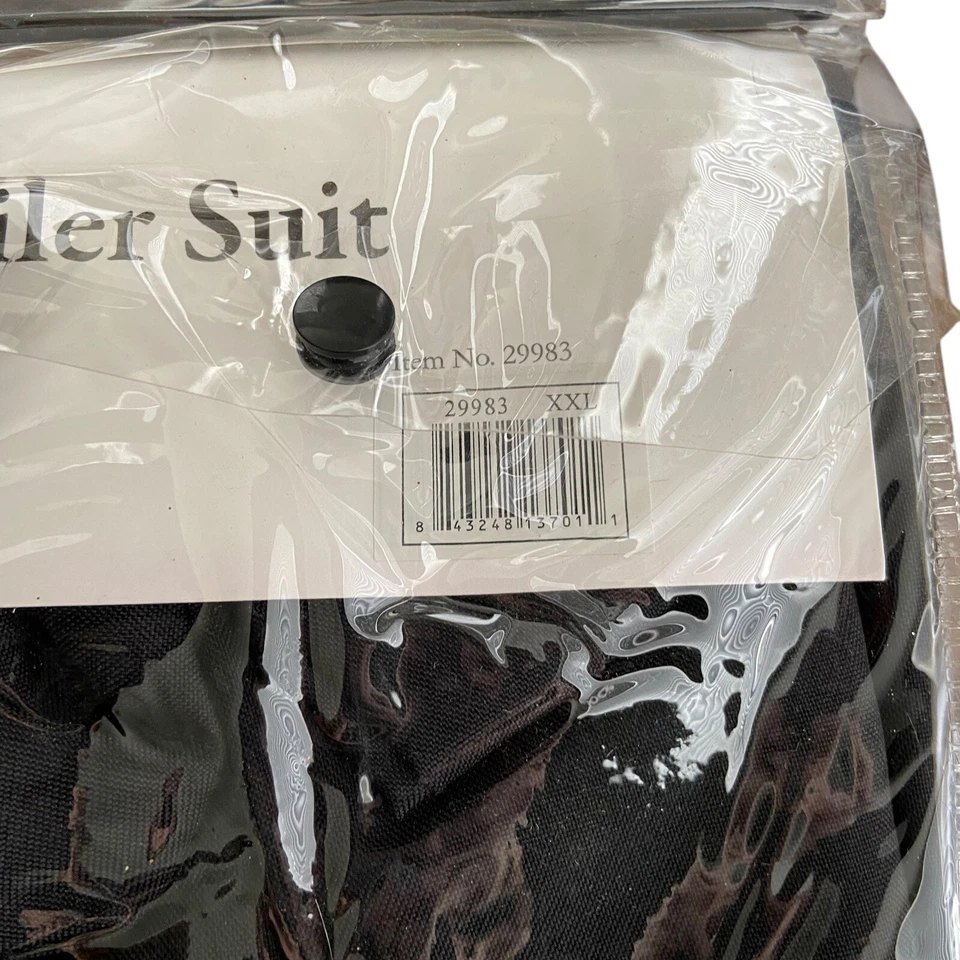 iler Suit
Item No. 29983
29983 XXL
8 43248 13701 1